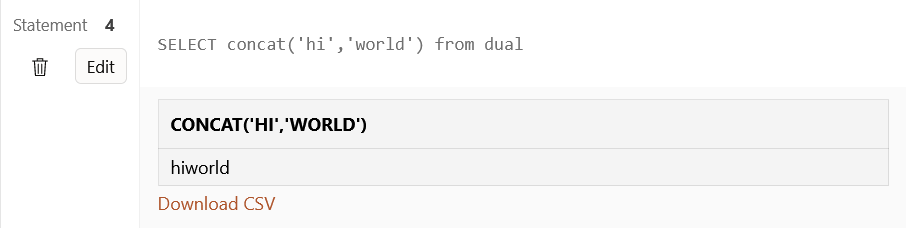 Statement 4
Edit
SELECT concat('hi','world') from dual
CONCAT('HI','WORLD')
hiworld
Download CSV